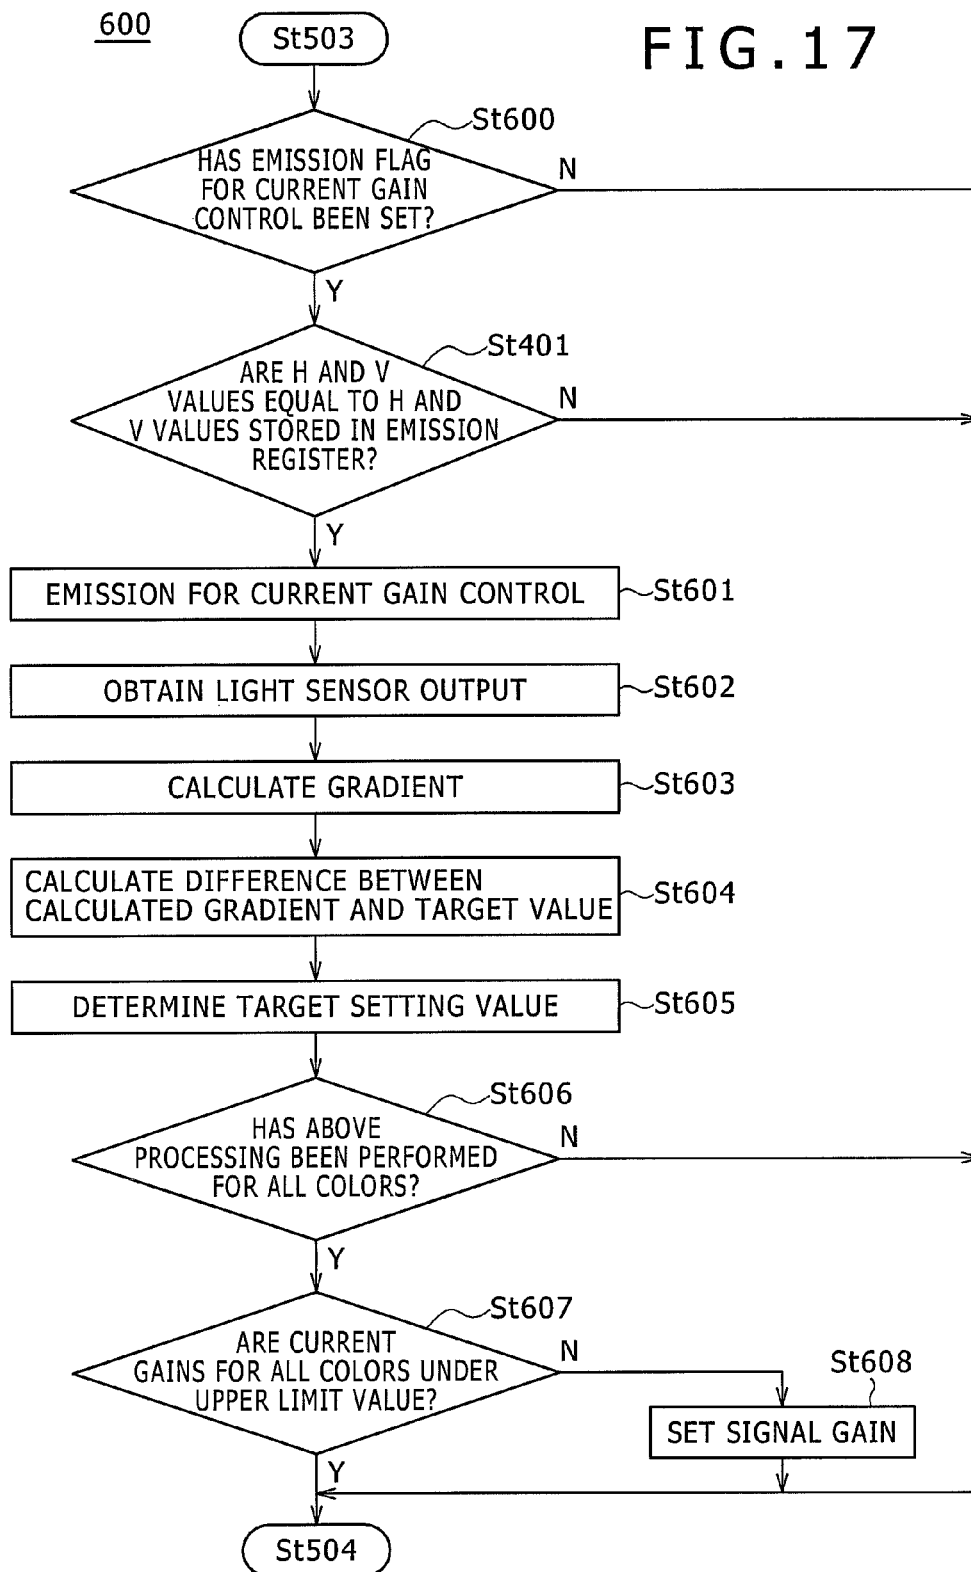 600
St503
FIG.17
St600
HAS EMISSION FLAG
FOR CURRENT GAIN
CONTROL BEEN SET?
N
Y
St401
ARE H AND V
VALUES EQUAL TO H AND
V VALUES STORED IN EMISSION
REGISTER?
N
Y
EMISSION FOR CURRENT GAIN CONTROL
St601
OBTAIN LIGHT SENSOR OUTPUT
St602
CALCULATE GRADIENT
St603
CALCULATE DIFFERENCE BETWEEN
CALCULATED GRADIENT AND TARGET VALUE
St604
DETERMINE TARGET SETTING VALUE
St605
St606
HAS ABOVE
PROCESSING BEEN PERFORMED
FOR ALL COLORS?
N
Y
St607
ARE CURRENT
GAINS FOR ALL COLORS UNDER
UPPER LIMIT VALUE?
N
St608
SET SIGNAL GAIN
Y
St504